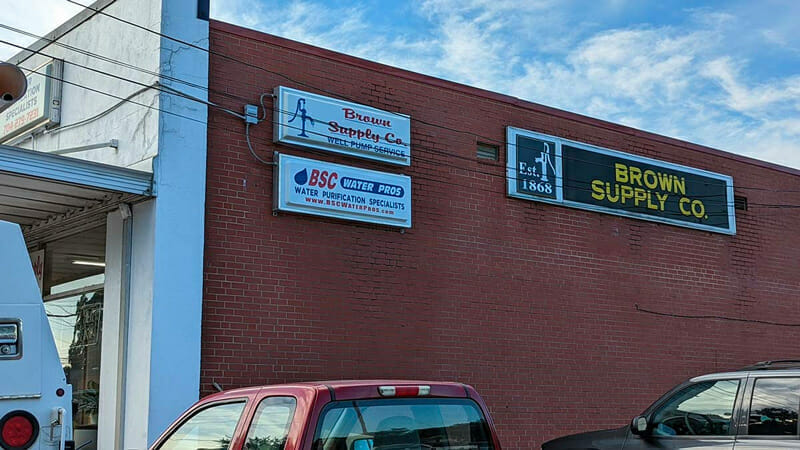 SPECIALISTS
Brown
Supply Co.
WELL PUMP SERVICE
BSC WATER PROS
WATER PURIFICATION SPECIALISTS
www.BSCWaterPros.com
Est.
1868
BROWN
SUPPLY CO.